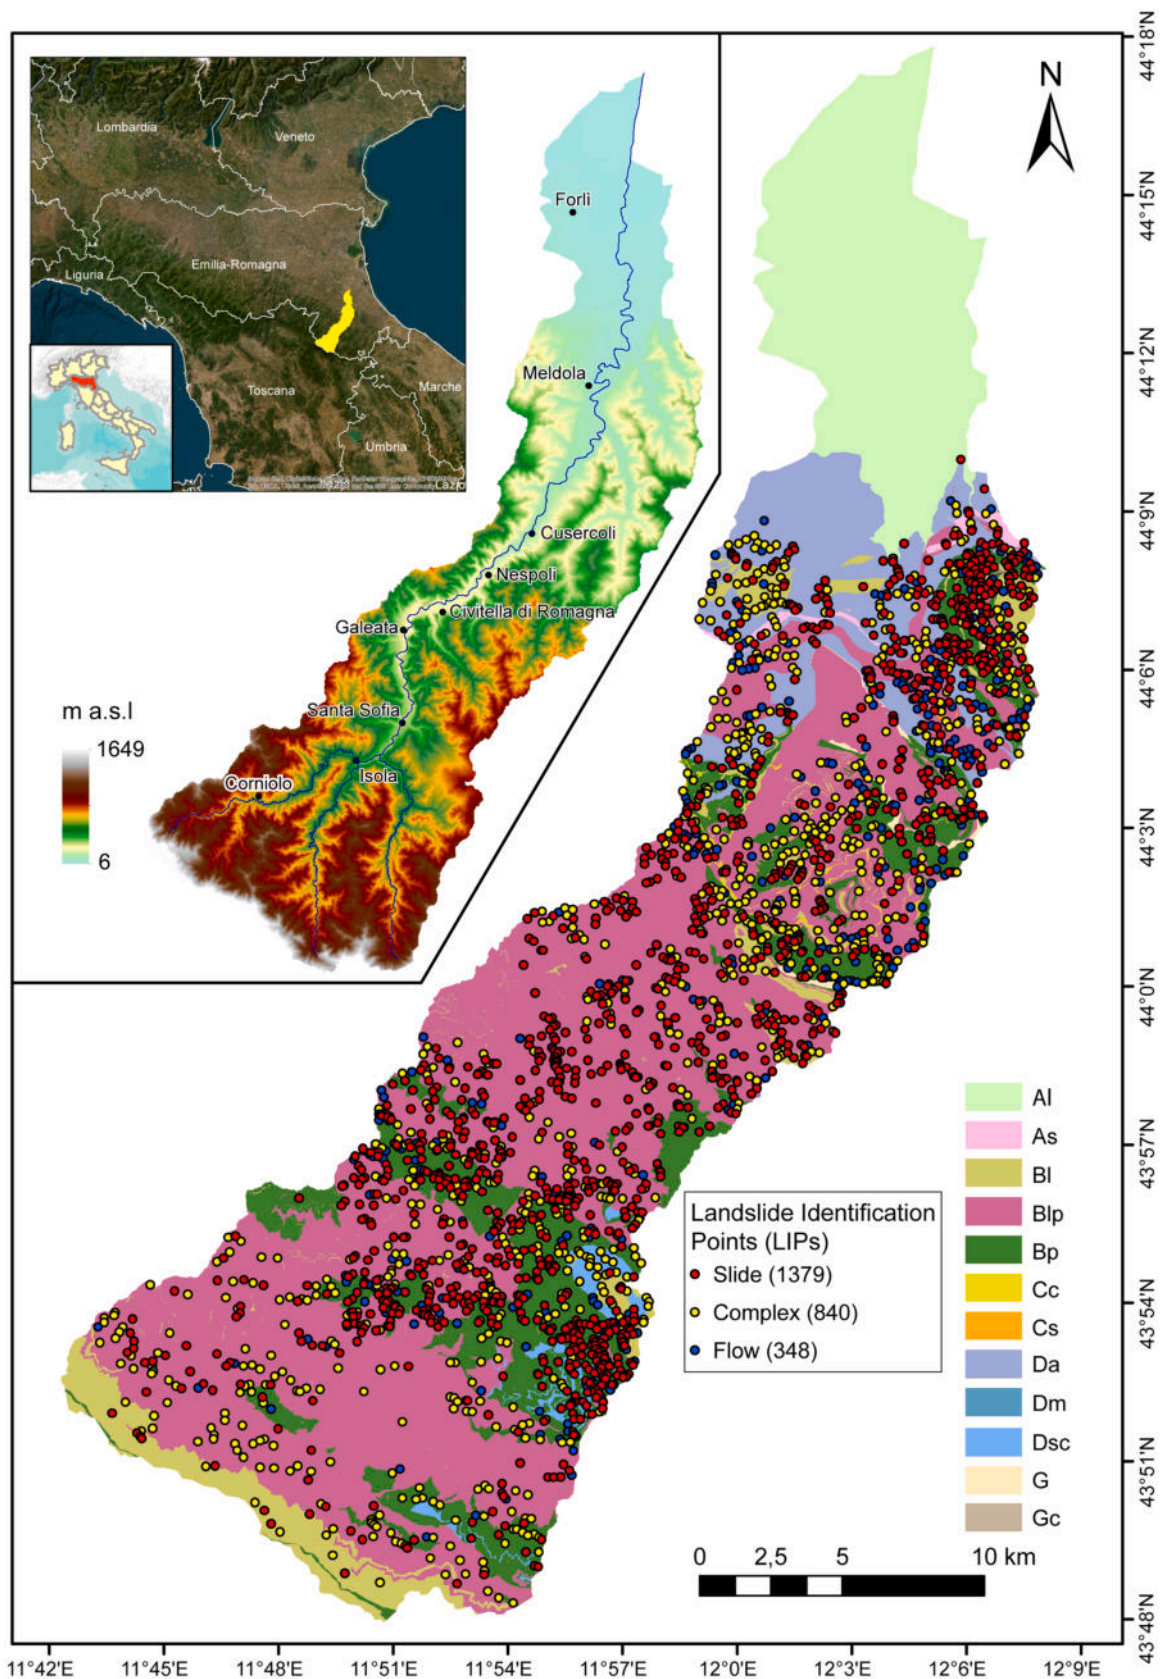 Lombardia
Veneto
Emilia-Romagna
Liguria
Toscana
Marche
Umbria
Lazio
N
Forlì
Meldola
Cusercoli
Nespoli
Civitella di Romagna
Galeata
Santa Sofia
Isola
Corniolo
m a.s.l
1649
6
44°18'N
44°15'N
44°12'N
44°9'N
44°6'N
44°3'N
44°0'N
43°57'N
43°54'N
43°51'N
43°48'N
Al
As
Bl
Blp
Bp
Cc
Cs
Da
Dm
Dsc
G
Gc
Landslide Identification
Points (LIPs)
Slide (1379)
Complex (840)
Flow (348)
0 2,5 5 10 km
11°42'E 11°45'E 11°48'E 11°51'E 11°54'E 11°57'E 12°0'E 12°3'E 12°6'E 12°9'E